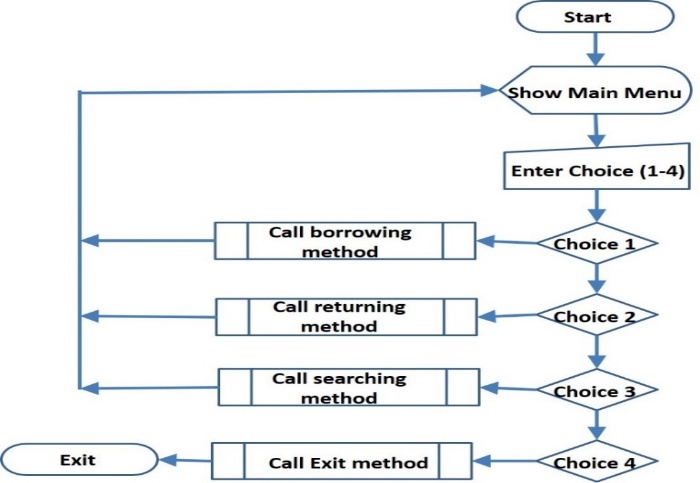 Start
Show Main Menu
Enter Choice (1-4)
Call borrowing
method
Choice 1
Call returning
method
Choice 2
Call searching
method
Choice 3
Exit
Call Exit method
Choice 4